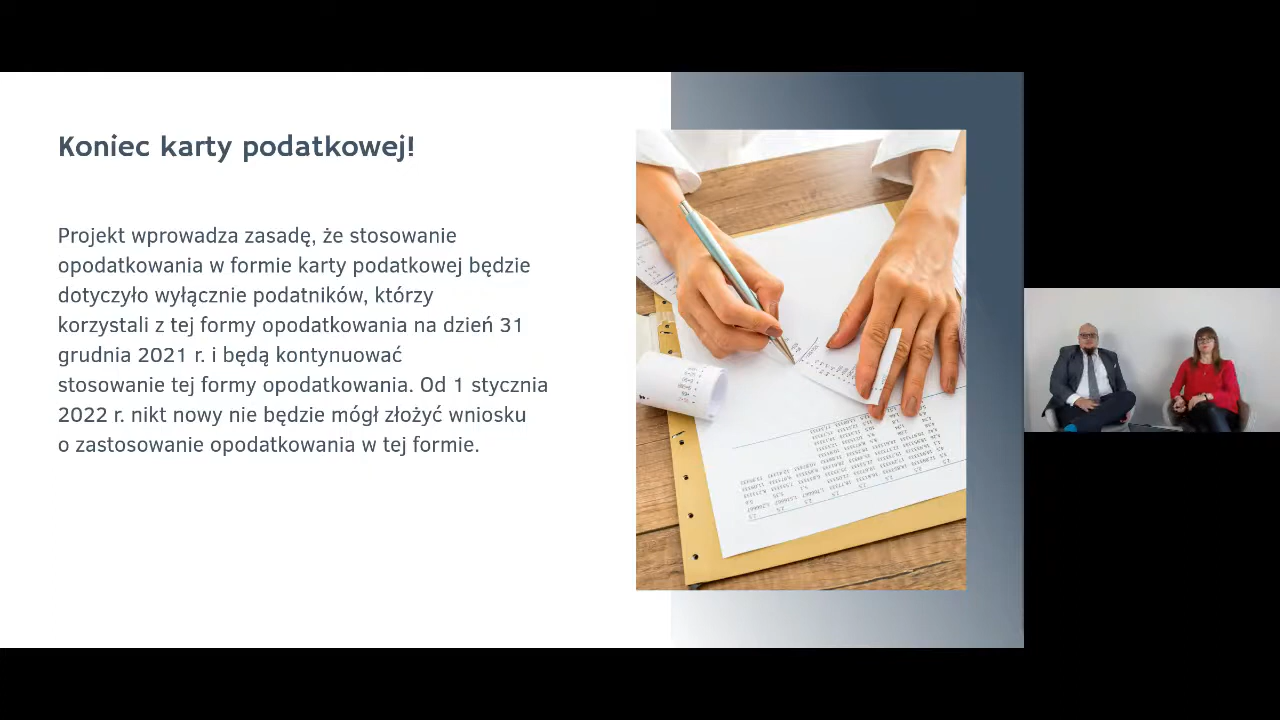 Koniec karty podatkowej!
Projekt wprowadza zasadę, że stosowanie
opodatkowania w formie karty podatkowej będzie
dotyczyło wyłącznie podatników, którzy
korzystali z tej formy opodatkowania na dzień 31
grudnia 2021 r. i będą kontynuować
stosowanie tej formy opodatkowania. Od 1 stycznia
2022 r. nikt nowy nie będzie mógł złożyć wniosku
o zastosowanie opodatkowania w tej formie.